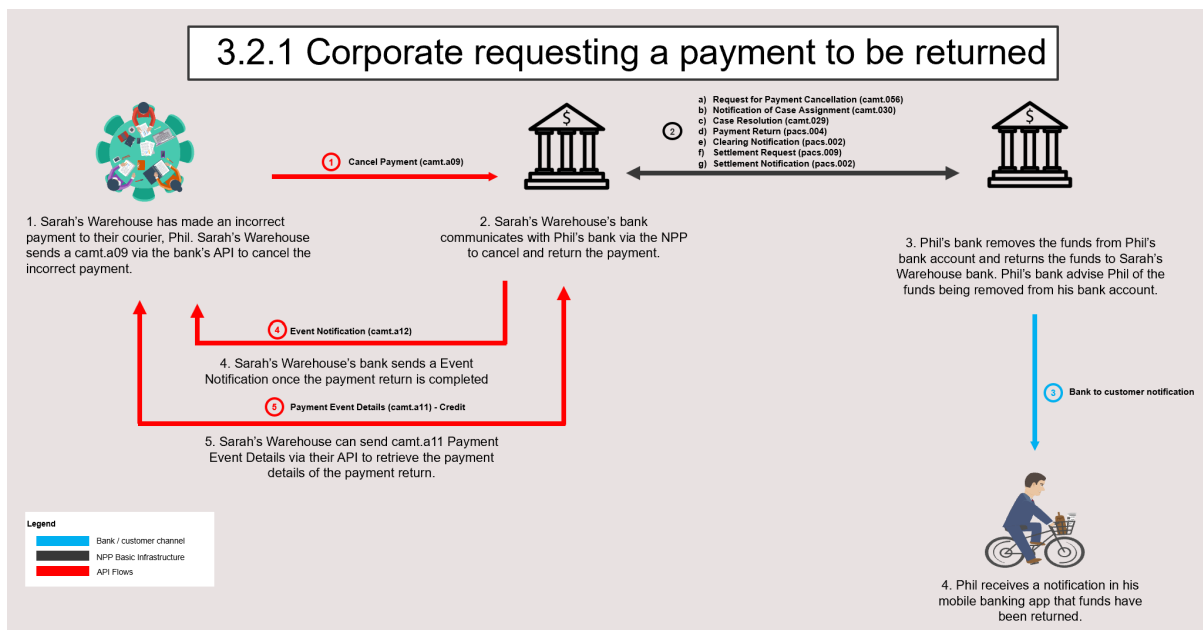 3.2.1 Corporate requesting a payment to be returned
$
$
a) Request for Payment Cancellation (camt.056)
b) Notification of Case Assignment (camt.030)
c) Case Resolution (camt.029)
d) Payment Return (pacs.004)
e) Clearing Notification (pacs.002)
f) Settlement Request (pacs.009)
g) Settlement Notification (pacs.002)
2
1 Cancel Payment (camt.a09)
1. Sarah's Warehouse has made an incorrect
payment to their courier, Phil. Sarah's Warehouse
sends a camt.a09 via the bank's API to cancel the
incorrect payment.
2. Sarah's Warehouse's bank
communicates with Phil's bank via the NPP
to cancel and return the payment.
3. Phil's bank removes the funds from Phil's
bank account and returns the funds to Sarah's
Warehouse bank. Phil's bank advise Phil of the
funds being removed from his bank account.
4 Event Notification (camt.a12)
4. Sarah's Warehouse's bank sends a Event
Notification once the payment return is completed
5 Payment Event Details (camt.a11) - Credit
5. Sarah's Warehouse can send camt.a11 Payment
Event Details via their API to retrieve the payment
details of the payment return.
3 Bank to customer notification
4. Phil receives a notification in his
mobile banking app that funds have
been returned.
Legend
Bank / customer channel
NPP Basic Infrastructure
API Flows